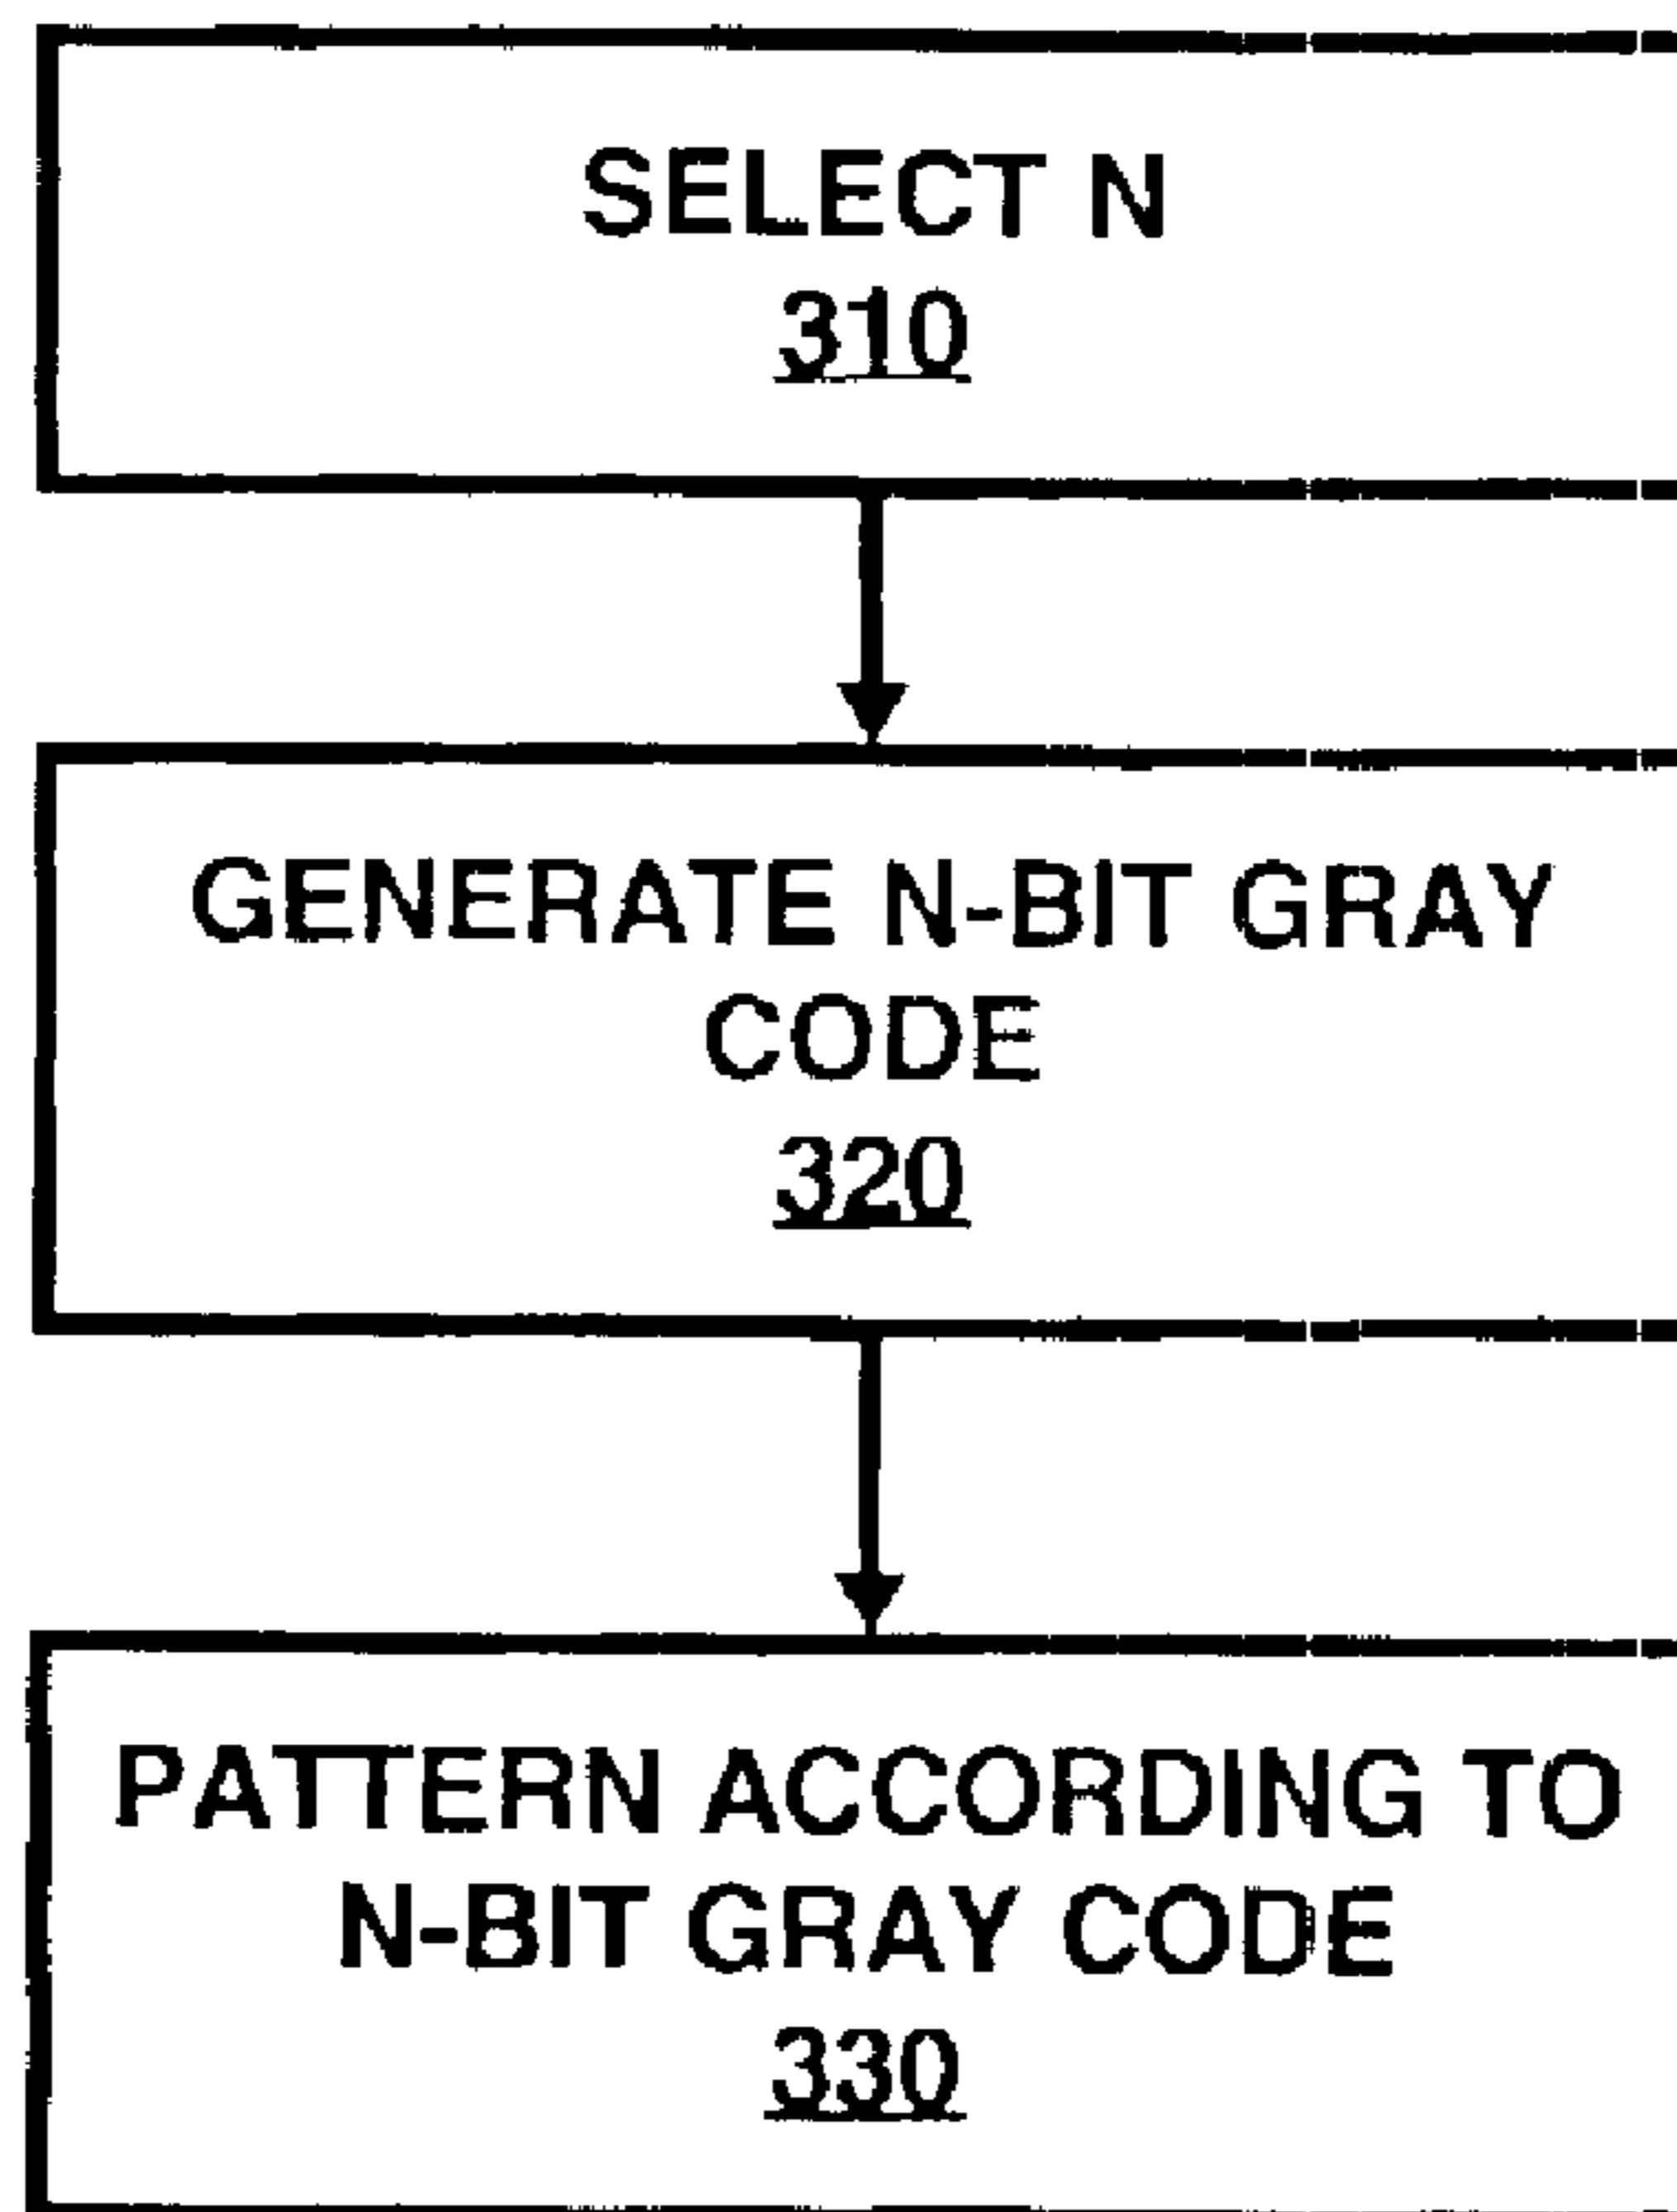 SELECT N
310
GENERATE N-BIT GRAY
CODE
320
PATTERN ACCORDING TO
N-BIT GRAY CODE
330